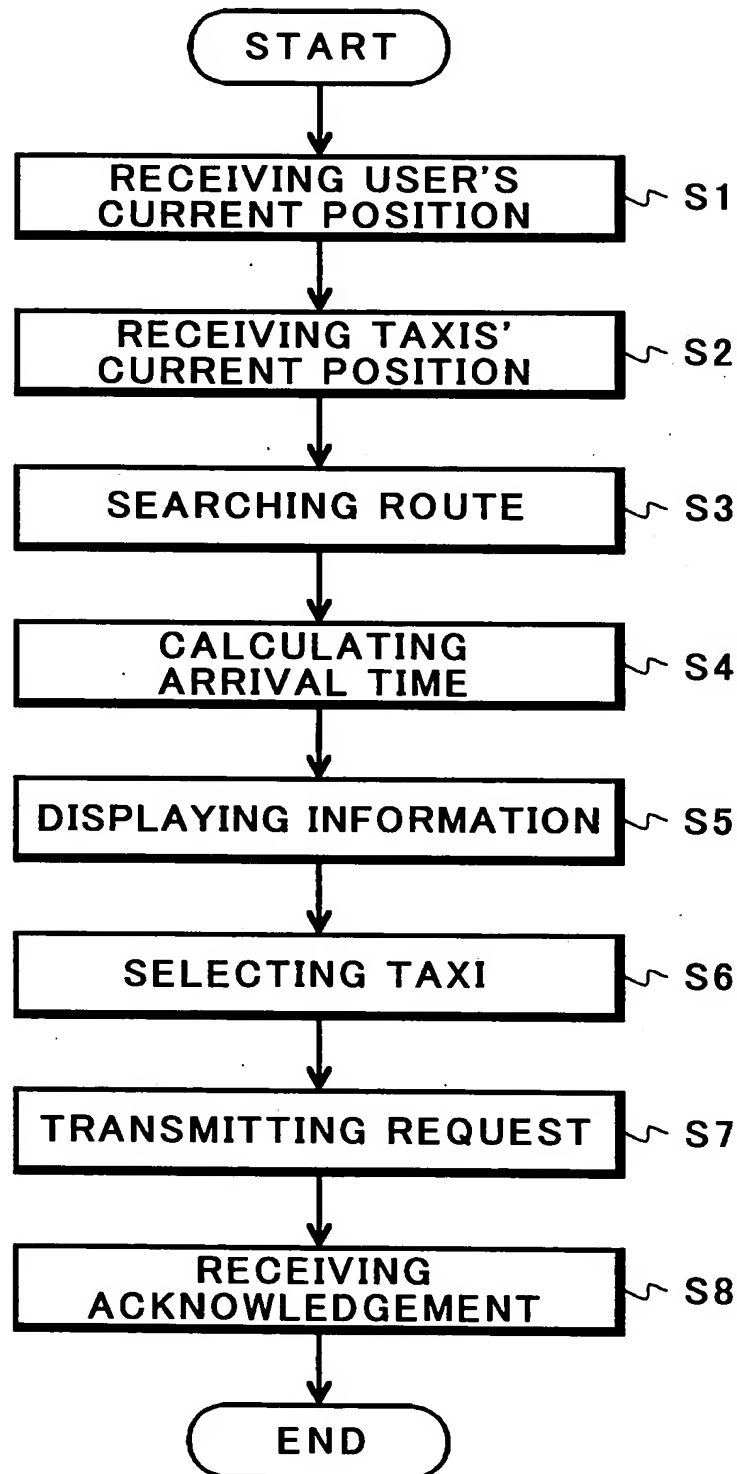 START
RECEIVING USER'S
CURRENT POSITION
S1
RECEIVING TAXIS'
CURRENT POSITION
S2
SEARCHING ROUTE
S3
CALCULATING
ARRIVAL TIME
S4
DISPLAYING INFORMATION
S5
SELECTING TAXI
S6
TRANSMITTING REQUEST
S7
RECEIVING
ACKNOWLEDGEMENT
S8
END